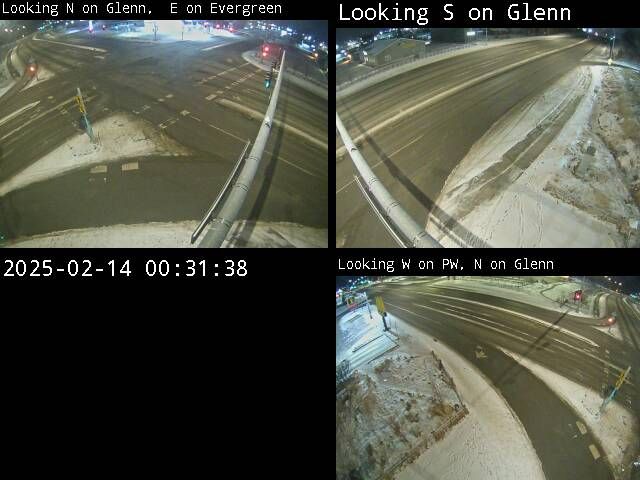 Looking N on Glenn, E on Evergreen
Looking S on Glenn
2025-02-14 00:31:38
Looking W on PW, N on Glenn